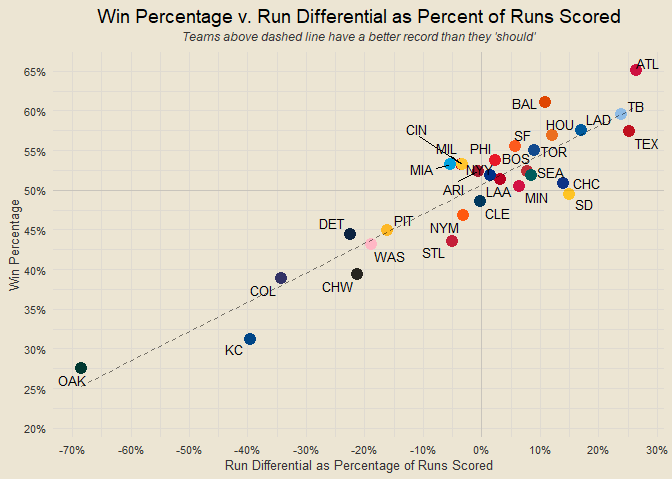 Win Percentage v. Run Differential as Percent of Runs Scored
Teams above dashed line have a better record than they 'should'
65%
60%
55%
50%
45%
40%
35%
30%
25%
20%
Win Percentage
ATL
BAL
TB
HOU
LAD
TEX
CIN
SF
MIL
PHI
BOS
TOR
MIA
NYY
SEA
ARI
LAA
CHC
MIN
SD
CLE
NYM
DET
PIT
STL
WAS
CHW
COL
KC
OAK
-70%
-60%
-50%
-40%
-30%
-20%
-10%
0%
10%
20%
30%
Run Differential as Percentage of Runs Scored